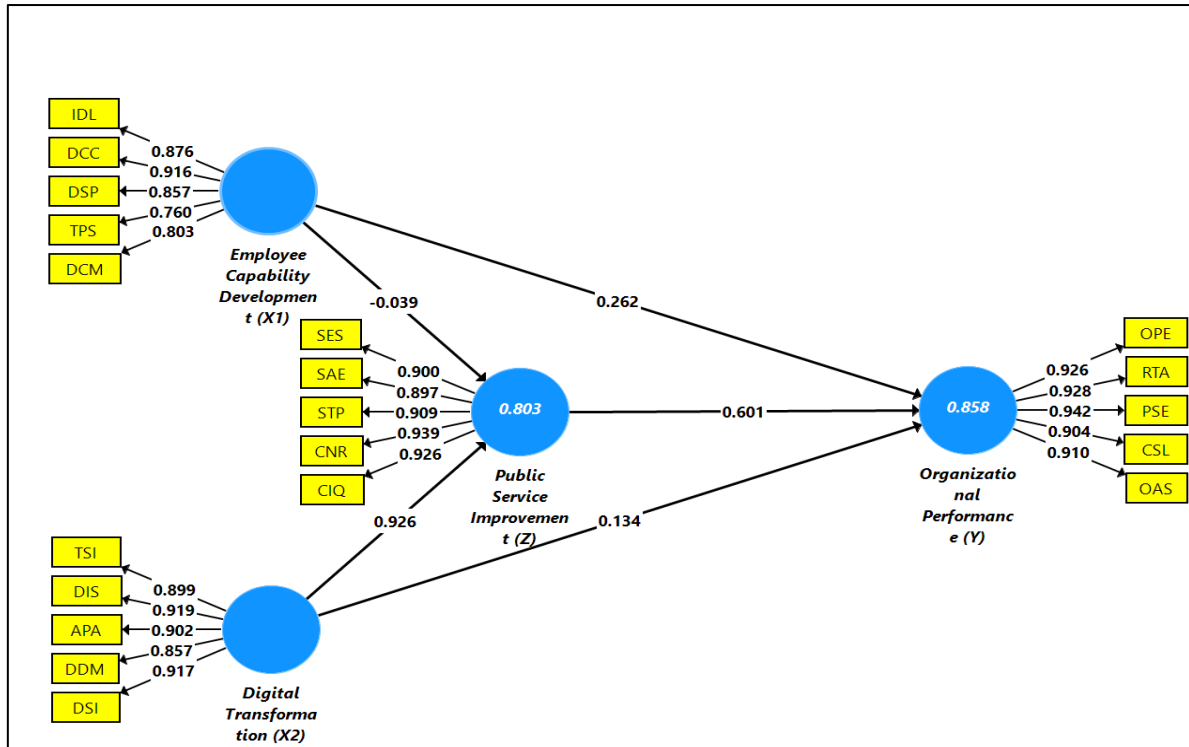 IDL
DCC
DSP
TPS
DCM
0.876
0.916
0.857
0.760
0.803
Employee
Capability
Developmen
t (X1)
-0.039
0.262
SES
SAE
STP
CNR
CIQ
0.900
0.897
0.909
0.939
0.926
0.803
Public
Service
Improvemen
t (Z)
0.601
0.858
Organizatio
nal
Performanc
e (Y)
0.926
0.928
0.942
0.904
0.910
OPE
RTA
PSE
CSL
OAS
0.926
0.134
TSI
DIS
APA
DDM
DSI
0.899
0.919
0.902
0.857
0.917
Digital
Transforma
tion (X2)